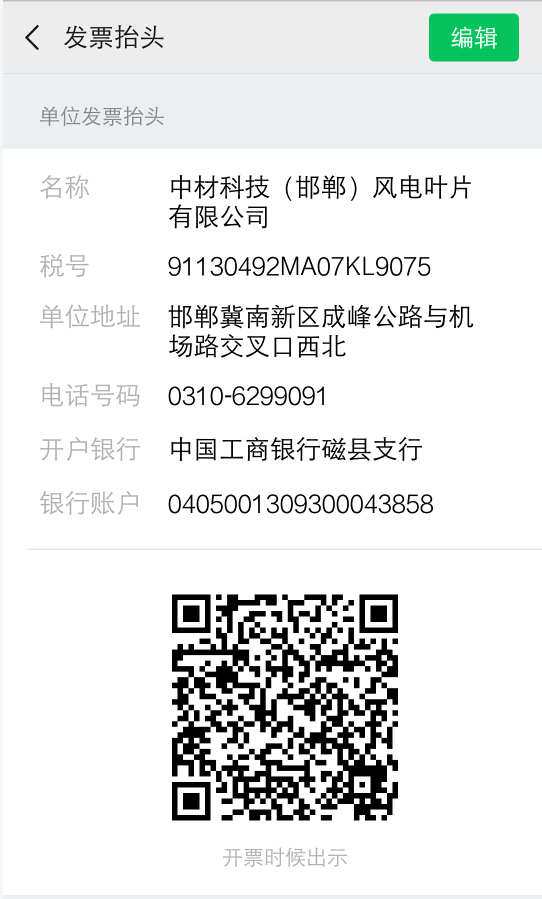 发票抬头
编辑
单位发票抬头
名称 中材科技（邯郸）风电叶片
有限公司
税号 91130492MA07KL9075
单位地址 邯郸冀南新区成峰公路与机
场路交叉口西北
电话号码 0310-6299091
开户银行 中国工商银行磁县支行
银行账户 0405001309300043858
开票时候出示